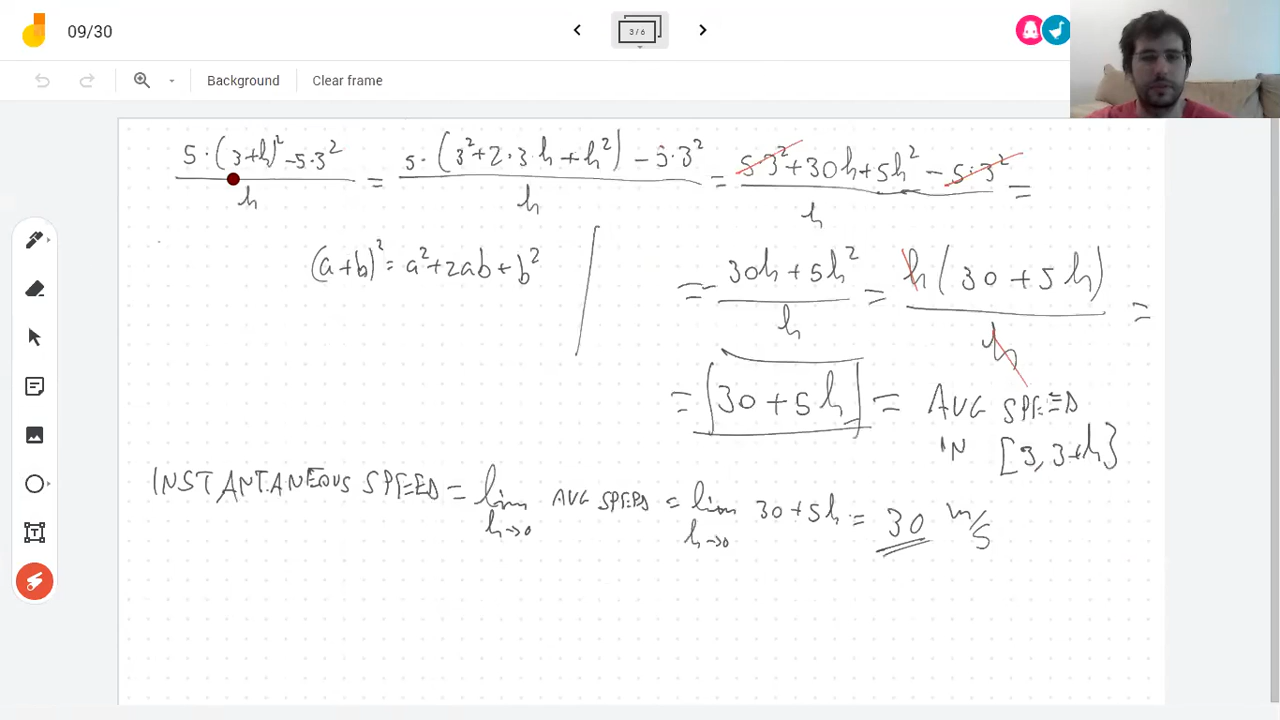 09/30
3 / 6
Background
Clear frame
5·(3+h)²-5·3² / h = 5·(3²+2·3·h+h²) - 5·3² / h = 5·3²+30h+5h² - 5·3² / h =
(a+b)² = a²+2ab+b²
= 30h+5h² / h = h(30+5h) / h =
= 30+5h = AVG SPEED
IN [3, 3+h]
INSTANTANEOUS SPEED = lim h→0 AVG SPEED = lim h→0 30+5h = 30 m/s